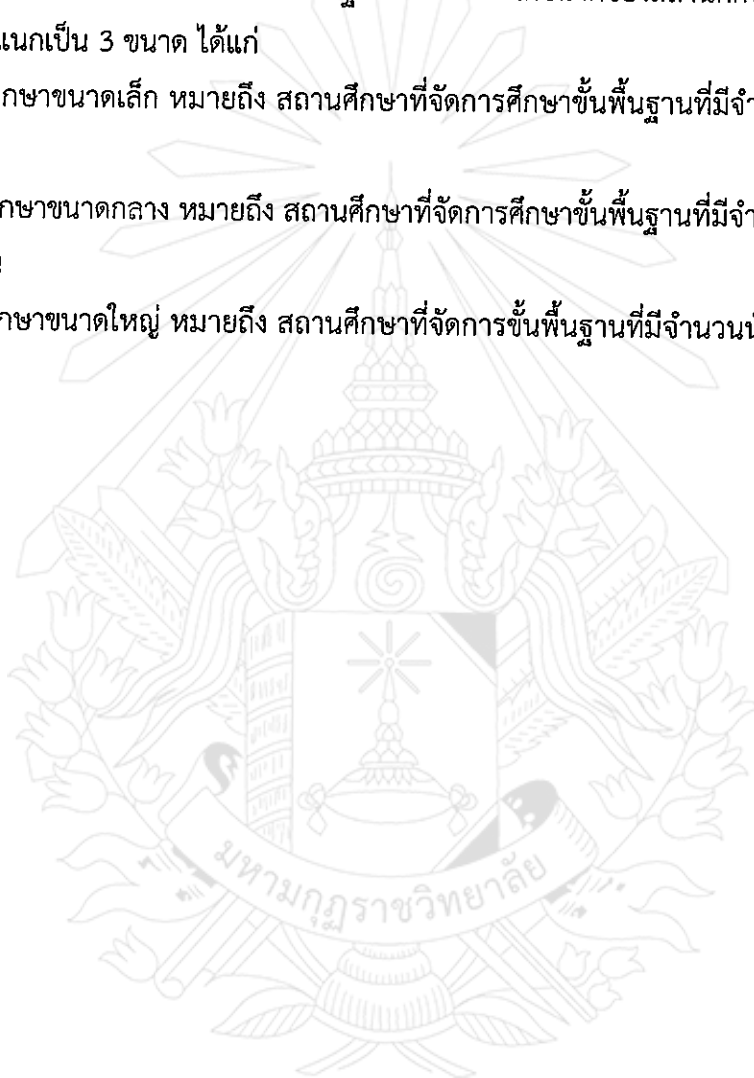 แนกเป็น 3 ขนาด ได้แก่
กษาขนาดเล็ก หมายถึง สถานศึกษาที่จัดการศึกษาขั้นพื้นฐานที่มีจำ
กษาขนาดกลาง หมายถึง สถานศึกษาที่จัดการศึกษาขั้นพื้นฐานที่มีจำ
กษาขนาดใหญ่ หมายถึง สถานศึกษาที่จัดการขั้นพื้นฐานที่มีจำนวนน
มหามกุฏราชวิทยาลัย